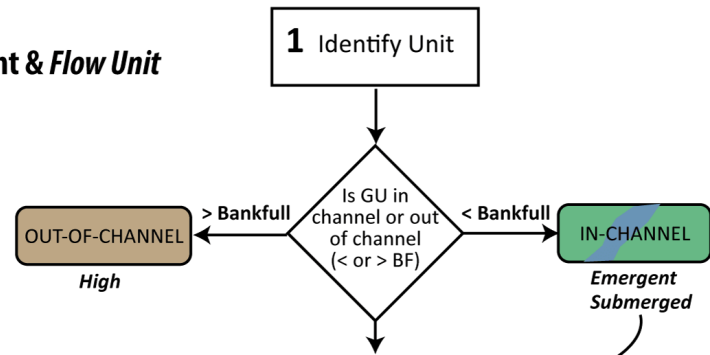 1 Identify Unit
& Flow Unit
Is GU in
channel or out
of channel
(< or > BF)
> Bankfull
< Bankfull
OUT-OF-CHANNEL
High
IN-CHANNEL
Emergent
Submerged